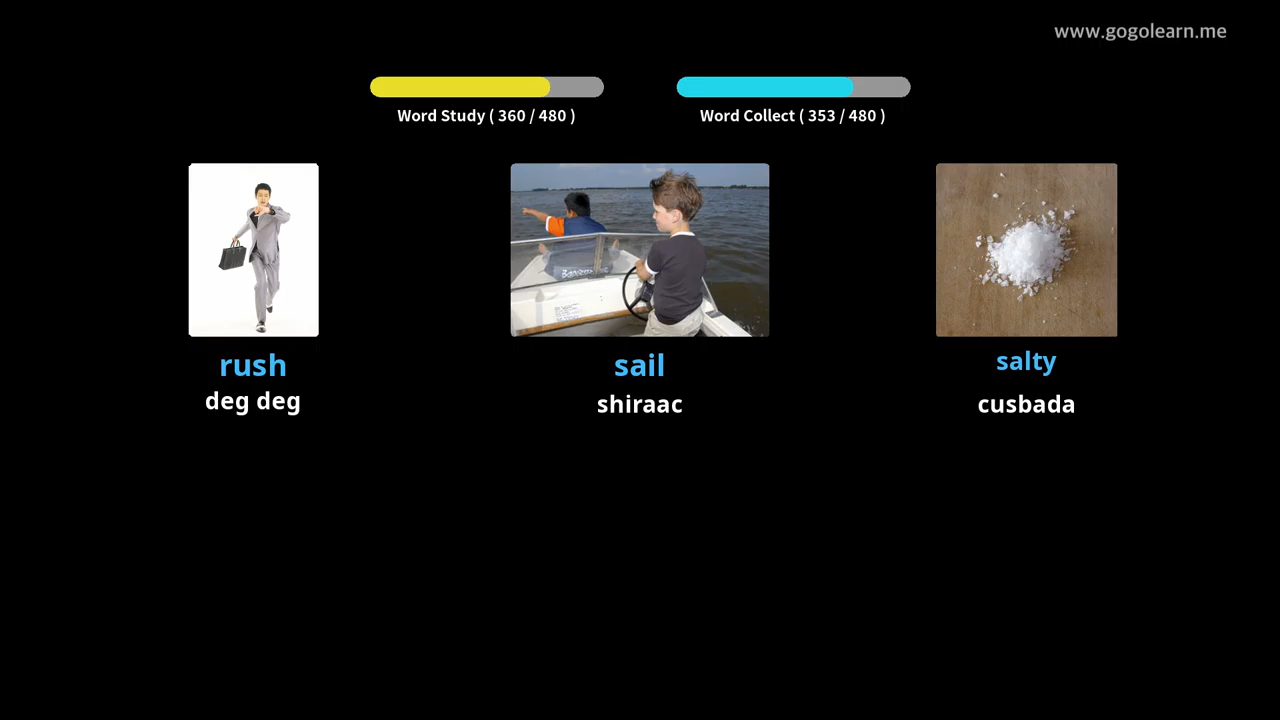 www.gogolearn.me
Word Study ( 360 / 480 )
Word Collect ( 353 / 480 )
rush
deg deg
sail
shiraac
salty
cusbada